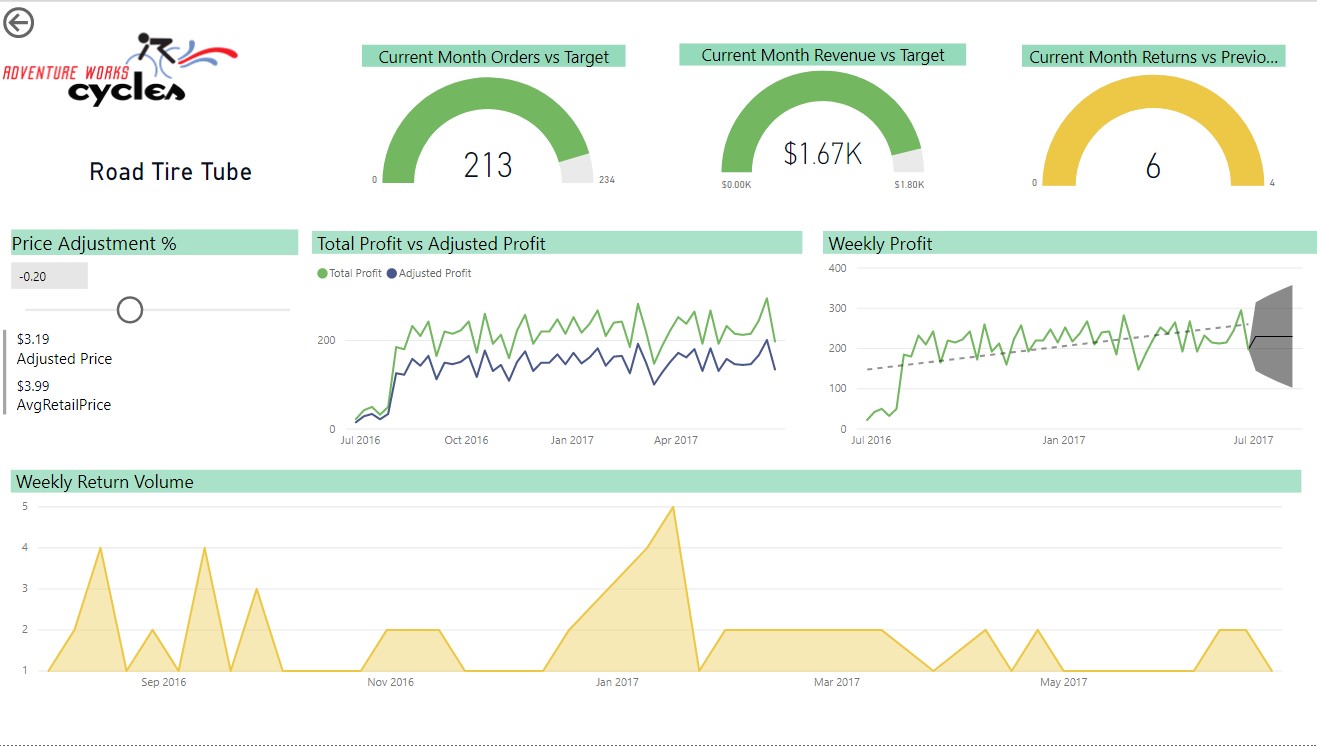 ADVENTURE WORKS
cycles
Road Tire Tube
Current Month Orders vs Target
213
0
234
Current Month Revenue vs Target
$1.67K
$0.00K
$1.80K
Current Month Returns vs Previo...
6
0
4
Price Adjustment %
-0.20
$3.19
Adjusted Price
$3.99
AvgRetailPrice
Total Profit vs Adjusted Profit
Total Profit Adjusted Profit
200
0
Jul 2016 Oct 2016 Jan 2017 Apr 2017
Weekly Profit
400
300
200
100
0
Jul 2016 Jan 2017 Jul 2017
Weekly Return Volume
5
4
3
2
1
Sep 2016 Nov 2016 Jan 2017 Mar 2017 May 2017